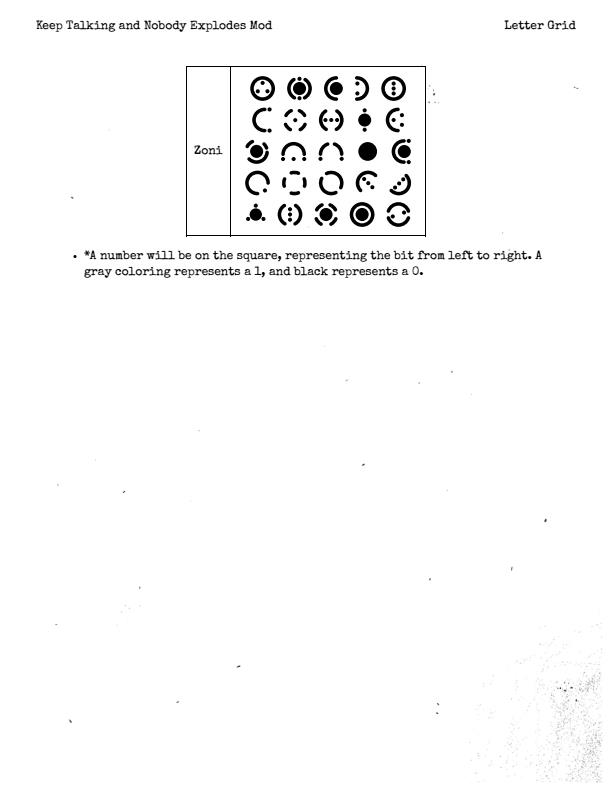 Keep Talking and Nobody Explodes Mod
Letter Grid
Zoni
• *A number will be on the square, representing the bit from left to right. A
gray coloring represents a 1, and black represents a 0.